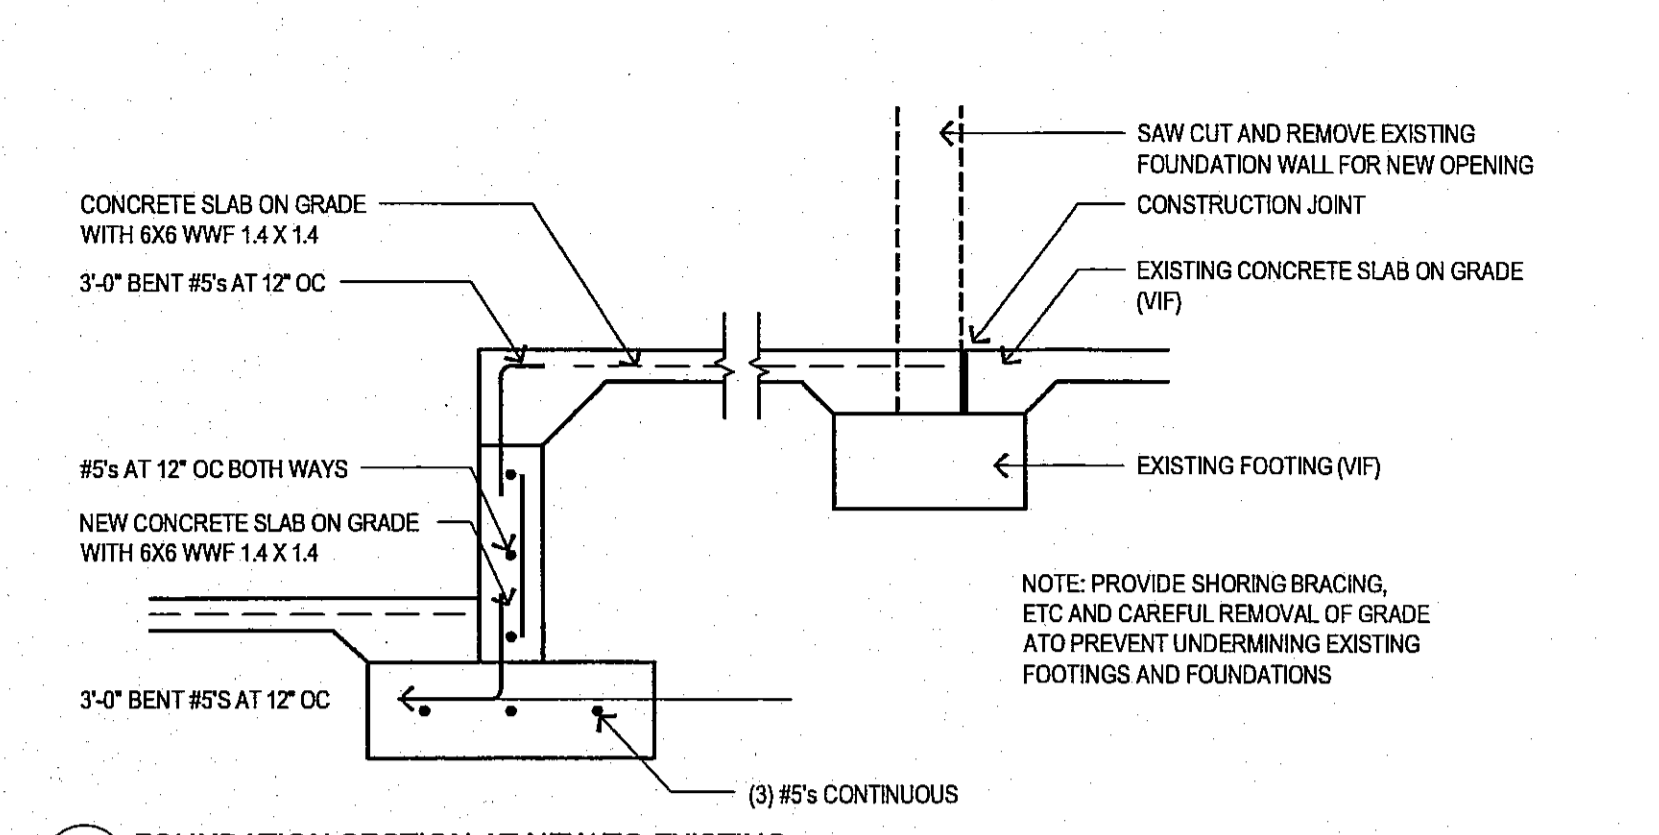 SAW CUT AND REMOVE EXISTING
FOUNDATION WALL FOR NEW OPENING
CONCRETE SLAB ON GRADE
WITH 6X6 WWF 1.4 X 1.4
CONSTRUCTION JOINT
3'-0" BENT #5's AT 12" OC
EXISTING CONCRETE SLAB ON GRADE
(VIF)
#5's AT 12" OC BOTH WAYS
EXISTING FOOTING (VIF)
NEW CONCRETE SLAB ON GRADE
WITH 6X6 WWF 1.4 X 1.4
NOTE: PROVIDE SHORING BRACING,
ETC AND CAREFUL REMOVAL OF GRADE
ATO PREVENT UNDERMINING EXISTING
FOOTINGS AND FOUNDATIONS
3'-0" BENT #5'S AT 12" OC
(3) #5's CONTINUOUS